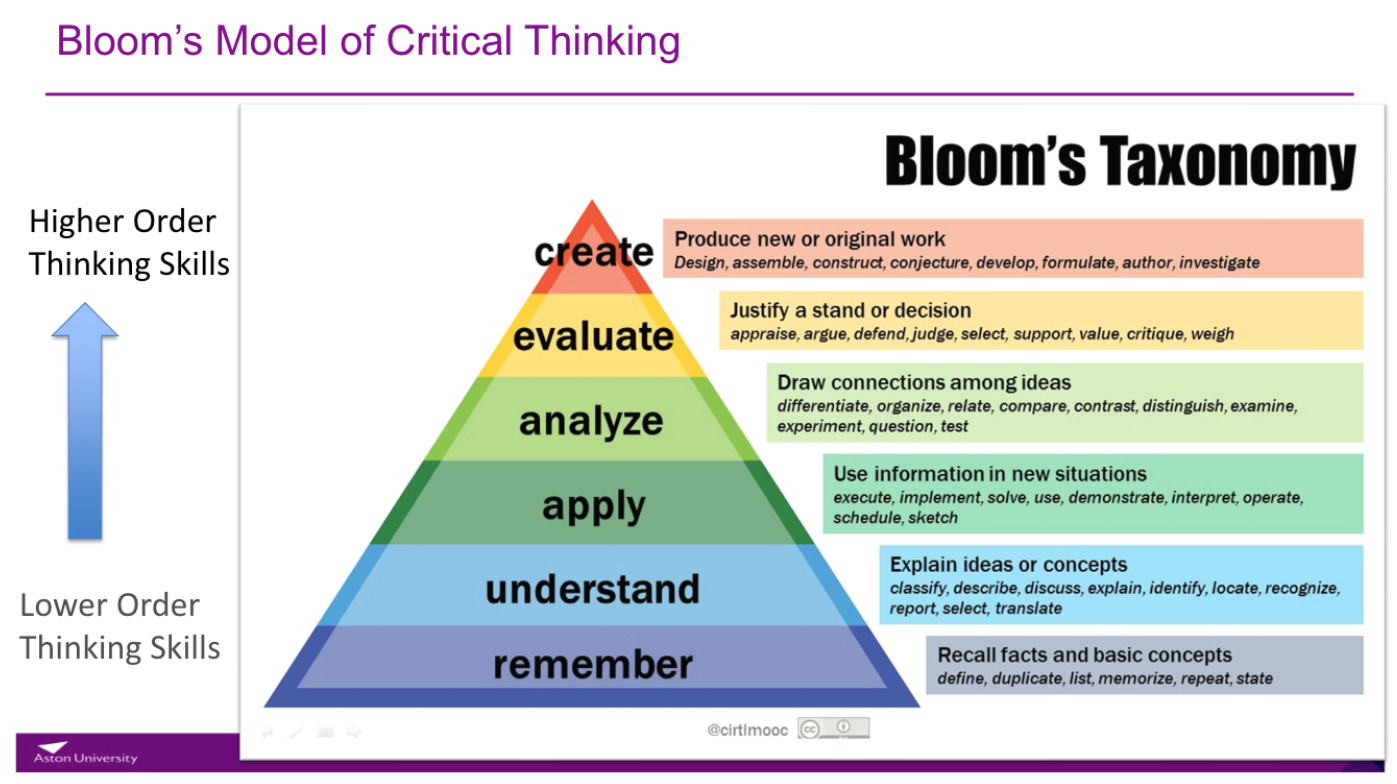 Bloom’s Model of Critical Thinking
Bloom’s Taxonomy
Higher Order
Thinking Skills
Lower Order
Thinking Skills
create
Produce new or original work
Design, assemble, construct, conjecture, develop, formulate, author, investigate
evaluate
Justify a stand or decision
appraise, argue, defend, judge, select, support, value, critique, weigh
analyze
Draw connections among ideas
differentiate, organize, relate, compare, contrast, distinguish, examine,
experiment, question, test
apply
Use information in new situations
execute, implement, solve, use, demonstrate, interpret, operate,
schedule, sketch
understand
Explain ideas or concepts
classify, describe, discuss, explain, identify, locate, recognize,
report, select, translate
remember
Recall facts and basic concepts
define, duplicate, list, memorize, repeat, state
@cirtlmooc
cc
Aston University